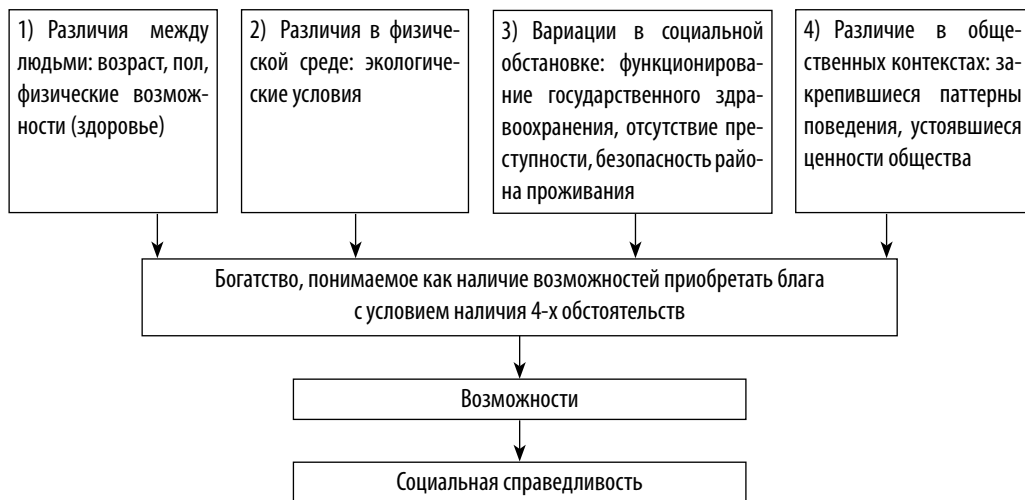 1) Различия между
людьми: возраст, пол,
физические возмож-
ности (здоровье)
2) Различия в физиче-
ской среде: экологиче-
ские условия
3) Вариации в социальной
обстановке: функционирова-
ние государственного здра-
воохранения, отсутствие пре-
ступности, безопасность райо-
на проживания
4) Различие в обще-
ственных контекстах: за-
крепившиеся паттерны
поведения, устоявшиеся
ценности общества
Богатство, понимаемое как наличие возможностей приобретать блага
с условием наличия 4-х обстоятельств
Возможности
Социальная справедливость